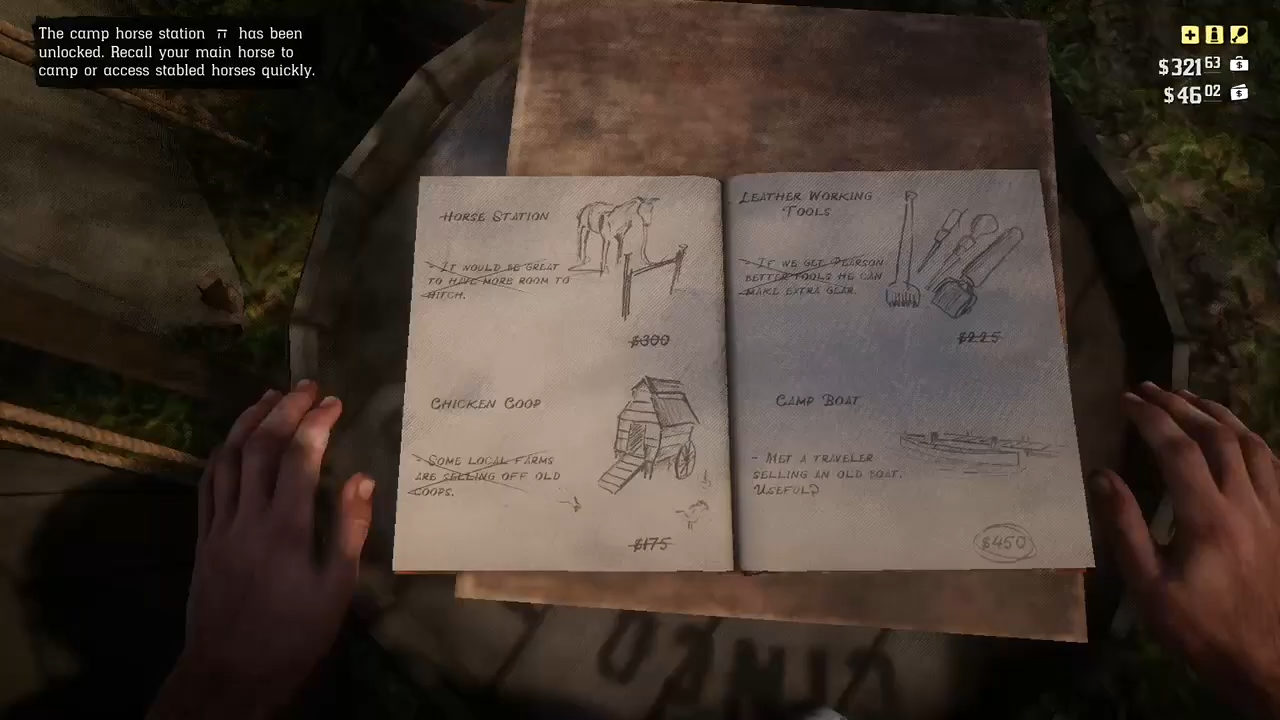 The camp horse station has been
unlocked. Recall your main horse to
camp or access stabled horses quickly.
$321 63
$46 02
HORSE STATION
- IT WOULD BE GREAT
TO HAVE MORE ROOM TO
HITCH.
$300
CHICKEN COOP
- SOME LOCAL FARMS
ARE SELLING OFF OLD
COOPS.
$175
LEATHER WORKING
TOOLS
- IF WE GET PEARSON
BETTER TOOLS HE CAN
MAKE EXTRA GEAR.
$225
CAMP BOAT
- MET A TRAVELER
SELLING AN OLD BOAT.
USEFUL?
$450